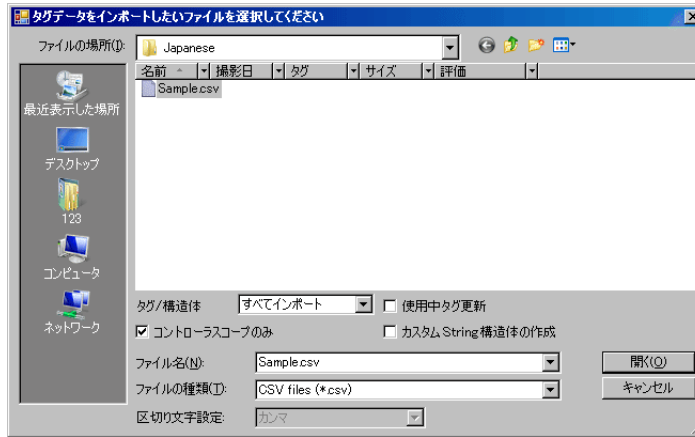 タグデータをインポートしたいファイルを選択してください
ファイルの場所(I):
Japanese
名前 撮影日 タグ サイズ 評価
Sample.csv
最近表示した場所
デスクトップ
123
コンピュータ
ネットワーク
タグ/構造体 すべてインポート 使用中タグ更新
コントローラスコープのみ カスタムString構造体の作成
ファイル名(N): Sample.csv 開く(O)
ファイルの種類(T): CSV files (*.csv) キャンセル
区切り文字設定: カンマ